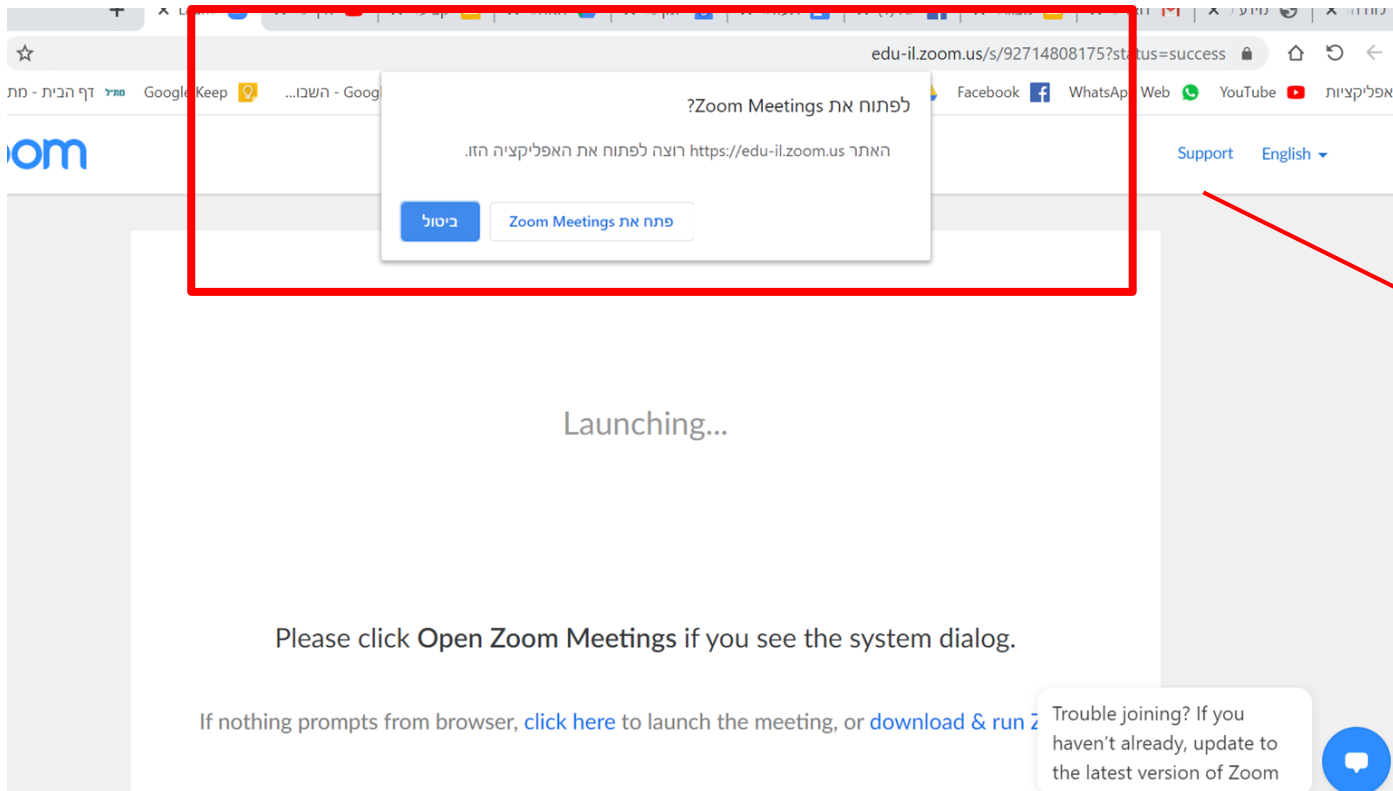 edu-il.zoom.us/s/92714808175?status=success
אפליקציות YouTube WhatsApp Web Facebook Googl - השבו... Google Keep דף הבית - מת
om Support English
לפתוח את Zoom Meetings?
האתר https://edu-il.zoom.us רוצה לפתוח את האפליקציה הזו.
פתח את Zoom Meetings ביטול
Launching...
Please click Open Zoom Meetings if you see the system dialog.
If nothing prompts from browser, click here to launch the meeting, or download & run
Trouble joining? If you
haven't already, update to
the latest version of Zoom